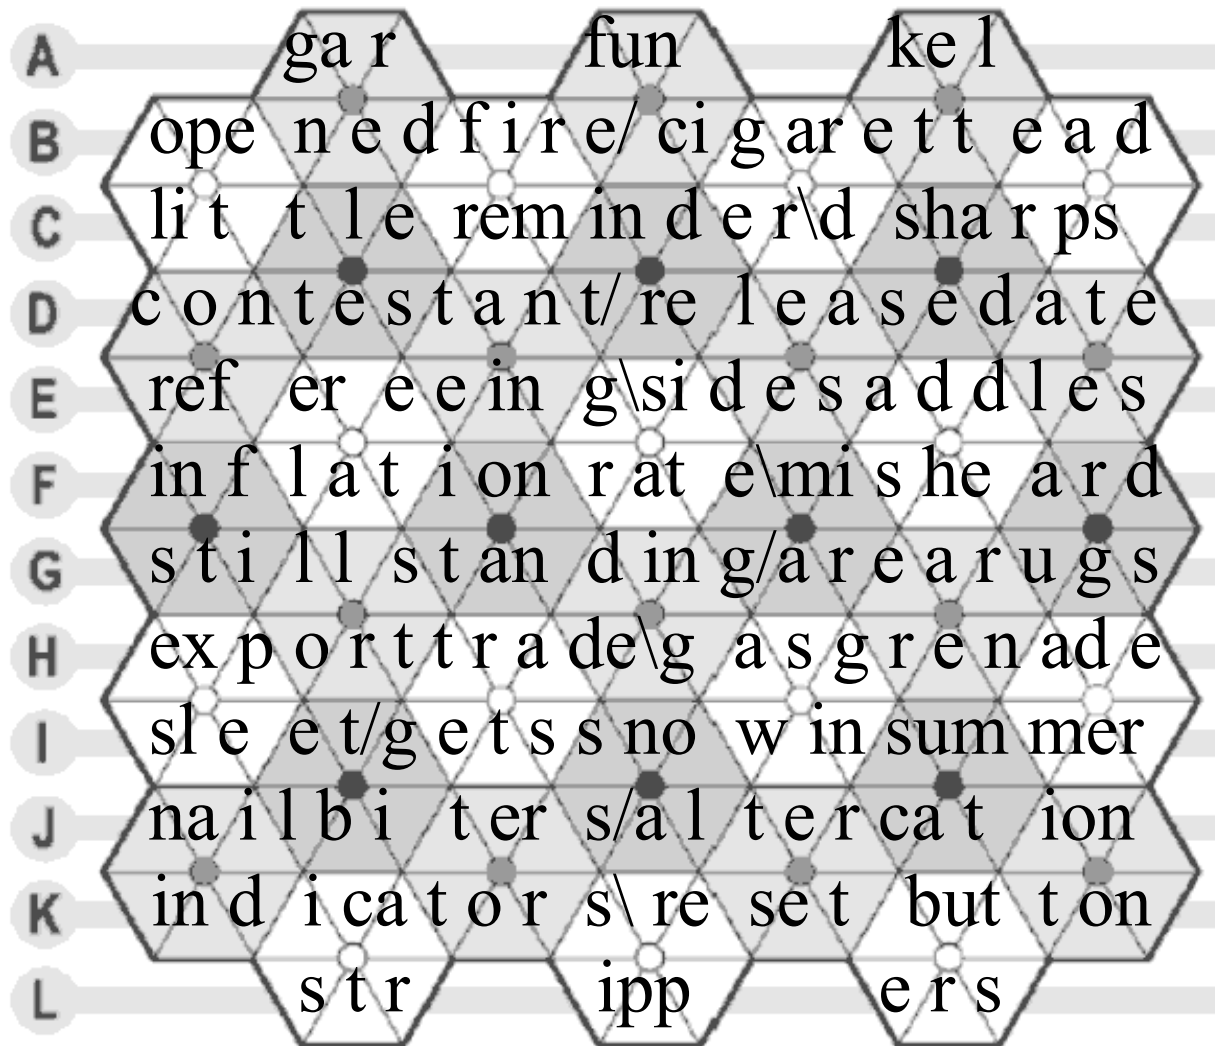 A ga r fun ke l
B ope n e d f i r e/ ci g ar e t t e a d
C li t t l e rem in d e r\d sha r ps
D c o n t e s t a n t/ re l e a s e d a t e
E ref er e e in g\si d e s a d d l e s
F in f l a t i on r at e\mi s he a r d
G s t i l l s t an d in g/a r e a r u g s
H ex p o r t t r a de\g a s g r e n ad e
I sl e e t/g e t s s no w in sum mer
J na i l b i t er s/a l t e r ca t ion
K in d i ca t o r s\ re se t but t on
L s t r ipp e r s